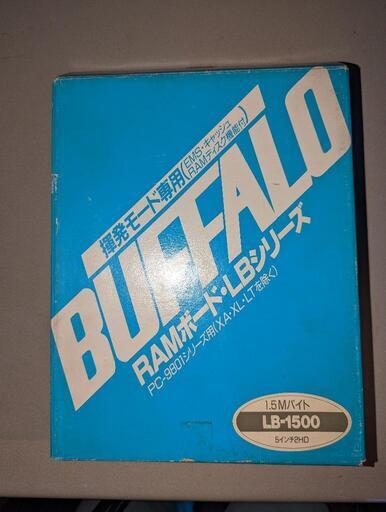 揮発モード専用(EMS・キャッシュ
RAMディスク機能付)
BUFFALO
RAMボード・LBシリーズ
PC-9801シリーズ用(XA・XL・LTを除く)
1.5Mバイト
LB-1500
5インチ2HD